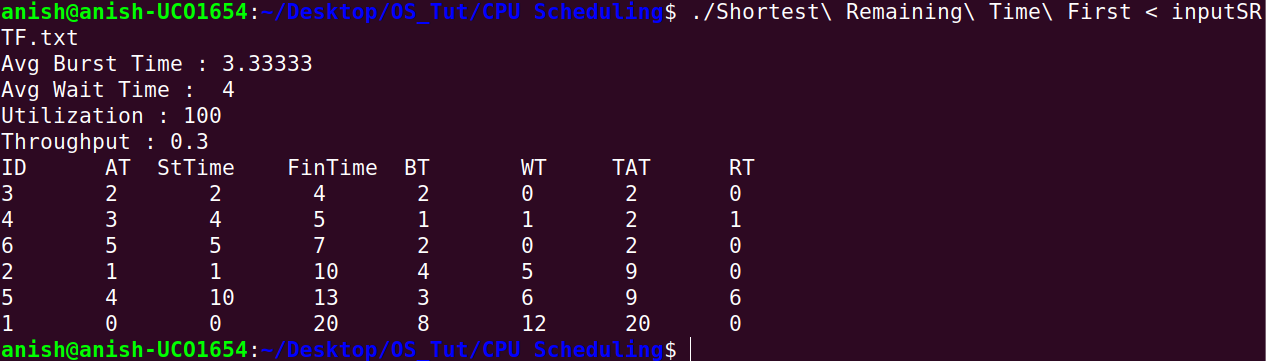 anish@anish-UCO1654:~/Desktop/OS_Tut/CPU Scheduling$ ./Shortest\ Remaining\ Time\ First < inputSR
TF.txt
Avg Burst Time : 3.33333
Avg Wait Time :  4
Utilization : 100
Throughput : 0.3
ID      AT  StTime    FinTime  BT       WT     TAT      RT
3       2       2       4       2       0       2       0
4       3       4       5       1       1       2       1
6       5       5       7       2       0       2       0
2       1       1       10      4       5       9       0
5       4       10      13      3       6       9       6
1       0       0       20      8       12      20      0
anish@anish-UCO1654:~/Desktop/OS_Tut/CPU Scheduling$